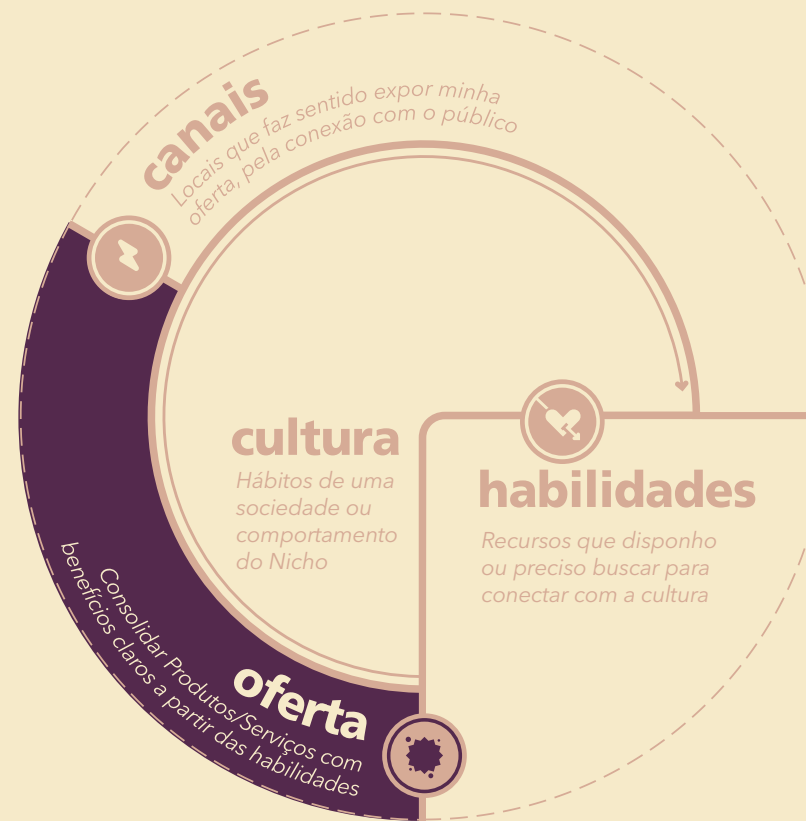 canais
Locais que faz sentido expor minha
oferta, pela conexão com o público
cultura
Hábitos de uma
sociedade ou
comportamento
do Nicho
habilidades
Recursos que disponho
ou preciso buscar para
conectar com a cultura
oferta
Consolidar Produtos/Serviços com
benefícios claros a partir das habilidades